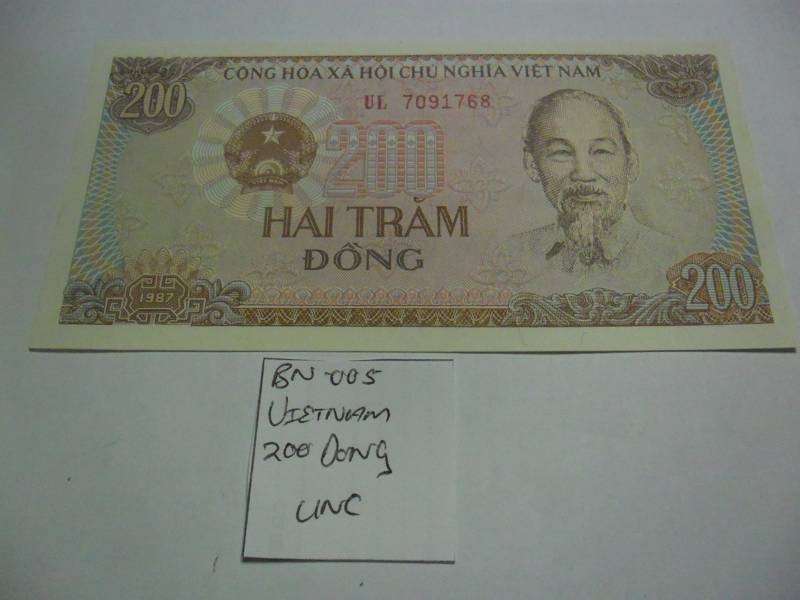 CỘNG HÒA XÃ HỘI CHỦ NGHĨA VIỆT NAM
200
UL 7091768
200
HAI TRĂM
ĐỒNG
1987
200
BN-005
VIETNAM
200 DONG
UNC